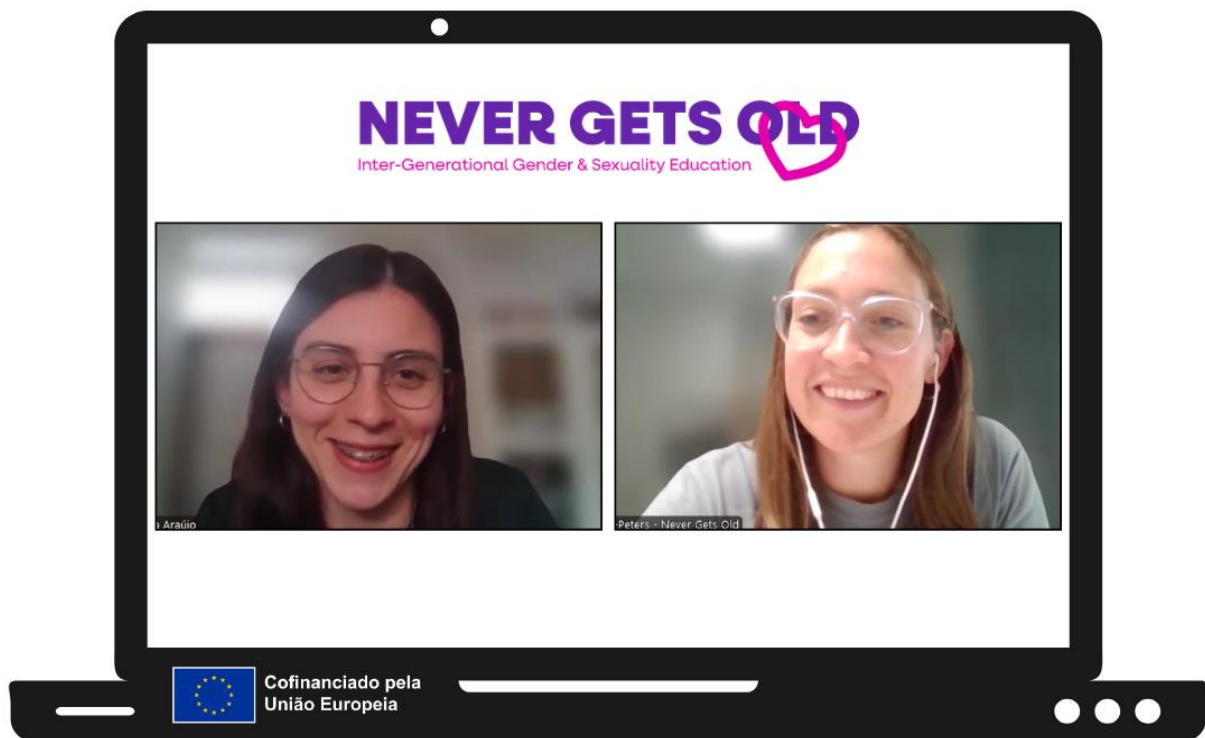 NEVER GETS OLD
Inter-Generational Gender & Sexuality Education
Araújo
Peters - Never Gets Old
Cofinanciado pela
União Europeia